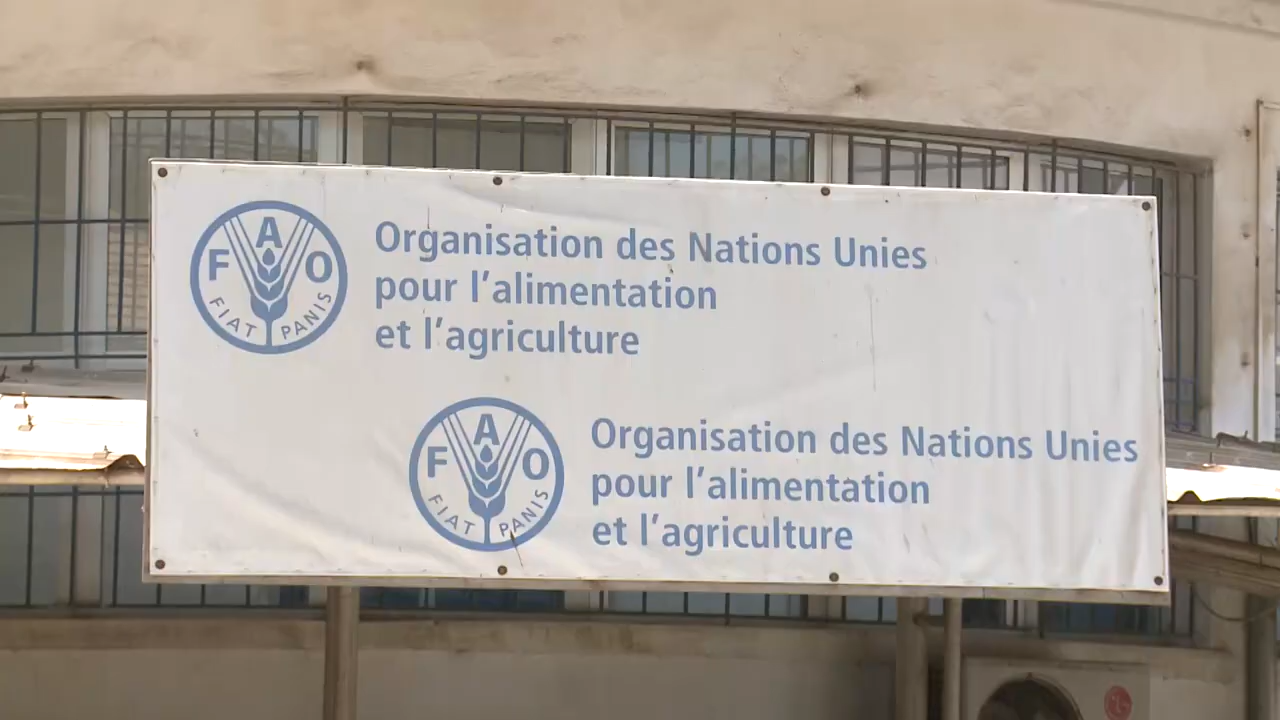 FAO
FIAT PANIS
Organisation des Nations Unies
pour l'alimentation
et l'agriculture
FAO
FIAT PANIS
Organisation des Nations Unies
pour l'alimentation
et l'agriculture
LG